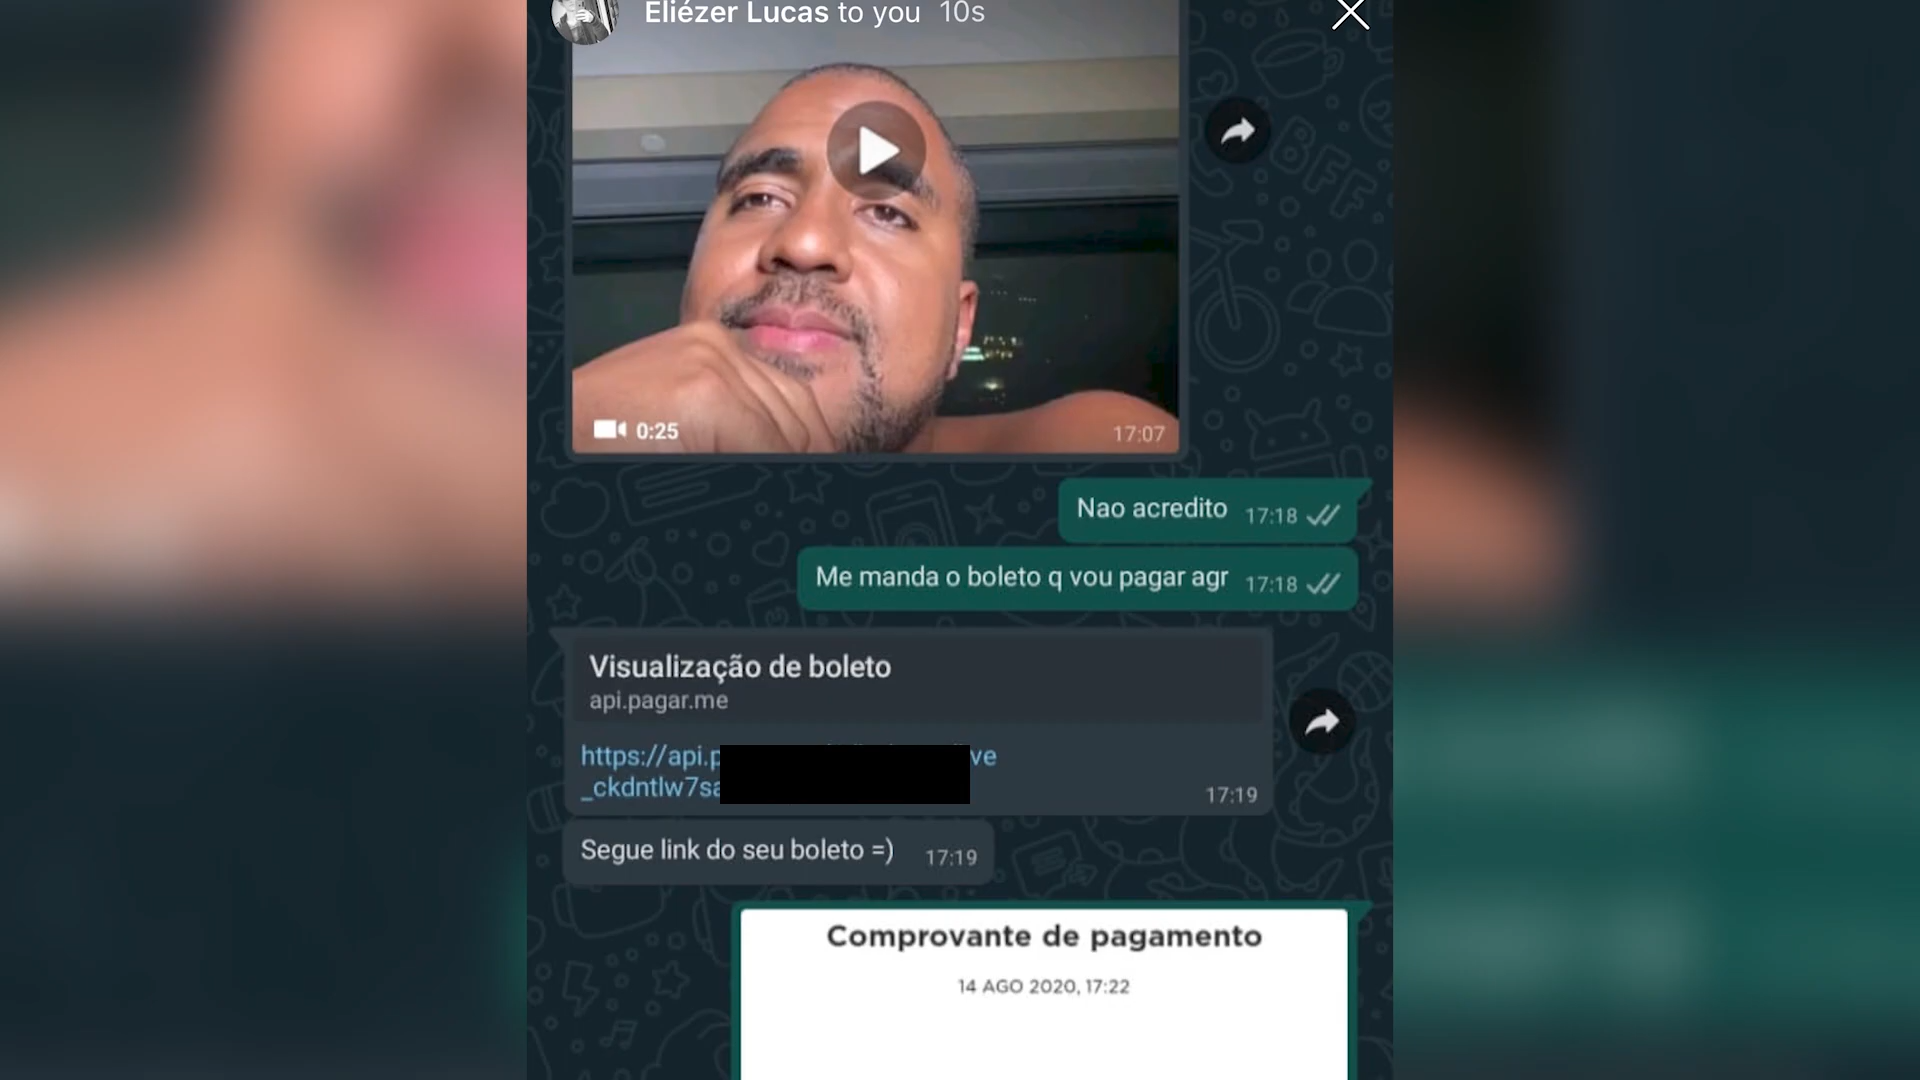 Eliézer Lucas to you 10s
0:25
17:07
Nao acredito 17:18
Me manda o boleto q vou pagar agr 17:18
Visualização de boleto
api.pagar.me
https://api.p ve
_ckdntlw7sa
17:19
Segue link do seu boleto =) 17:19
Comprovante de pagamento
14 AGO 2020, 17:22